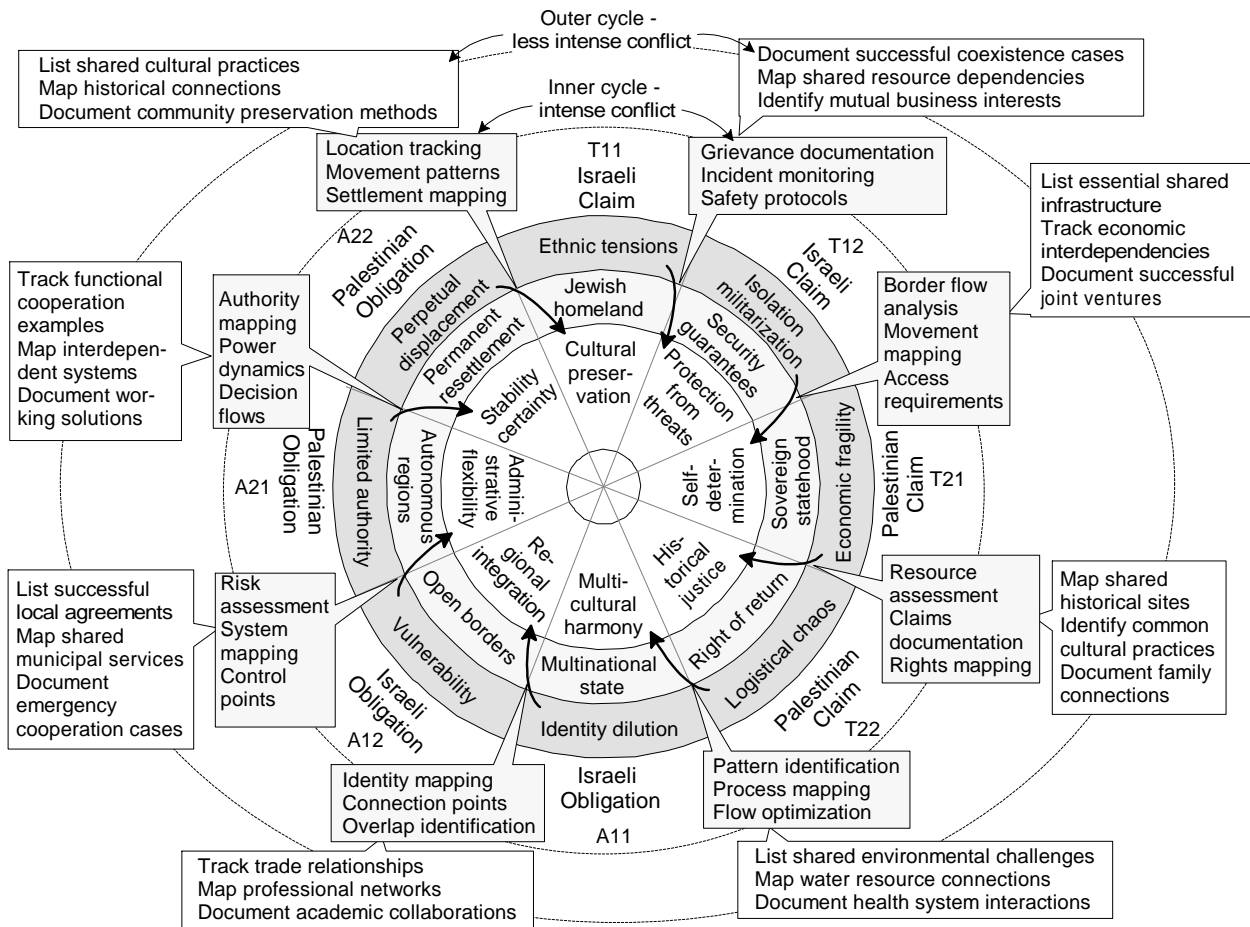 Outer cycle -
less intense conflict
List shared cultural practices
Map historical connections
Document community preservation methods
Document successful coexistence cases
Map shared resource dependencies
Identify mutual business interests
Inner cycle -
intense conflict
Location tracking
Movement patterns
Settlement mapping
T11
Israeli
Claim
Grievance documentation
Incident monitoring
Safety protocols
List essential shared
infrastructure
Track economic
interdependencies
Document successful
joint ventures
A22
Palestinian
Obligation
T12
Israeli
Claim
Track functional
cooperation
examples
Map interdepen-
dent systems
Document wor-
king solutions
Authority
mapping
Power
dynamics
Decision
flows
Border flow
analysis
Movement
mapping
Access
requirements
Ethnic tensions
Jewish
homeland
Cultural
preser-
vation
Isolation
militarization
Security
guarantees
Protection
from
threats
Perpetual
displacement
Permanent
resettlement
Stability
certainty
A21
Palestinian
Obligation
Limited authority
Autonomous
regions
Admini-
strative
flexibility
Self-
deter-
mination
Sovereign
statehood
Economic fragility
Palestinian
Claim
T21
List successful
local agreements
Map shared
municipal services
Document
emergency
cooperation cases
Risk
assessment
System
mapping
Control
points
Re-
gional
integration
Open borders
Vulnerability
Israeli
Obligation
A12
Multi-
cultural
harmony
Multinational
state
Identity dilution
Israeli
Obligation
A11
His-
torical
justice
Right of return
Logistical chaos
Palestinian
Claim
T22
Resource
assessment
Claims
documentation
Rights mapping
Map shared
historical sites
Identify common
cultural practices
Document family
connections
Identity mapping
Connection points
Overlap identification
Pattern identification
Process mapping
Flow optimization
Track trade relationships
Map professional networks
Document academic collaborations
List shared environmental challenges
Map water resource connections
Document health system interactions